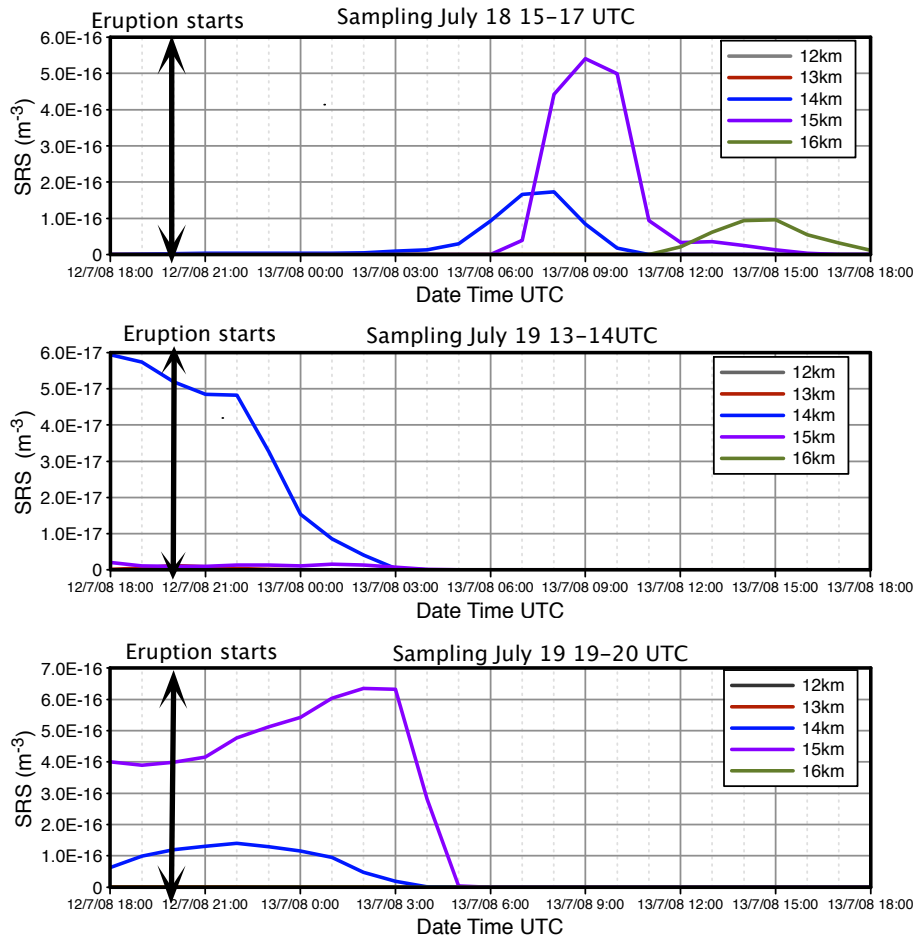 Eruption starts
Sampling July 18 15–17 UTC
6.0E-16
5.0E-16
4.0E-16
3.0E-16
2.0E-16
1.0E-16
0
SRS (m⁻³)
12km
13km
14km
15km
16km
12/7/08 18:00 12/7/08 21:00 13/7/08 00:00 13/7/08 03:00 13/7/08 06:00 13/7/08 09:00 13/7/08 12:00 13/7/08 15:00 13/7/08 18:00
Date Time UTC
Eruption starts
Sampling July 19 13–14UTC
6.0E-17
5.0E-17
4.0E-17
3.0E-17
2.0E-17
1.0E-17
0
SRS (m⁻³)
12km
13km
14km
15km
16km
12/7/08 18:00 12/7/08 21:00 13/7/08 00:00 13/7/08 03:00 13/7/08 06:00 13/7/08 09:00 13/7/08 12:00 13/7/08 15:00 13/7/08 18:00
Date Time UTC
Eruption starts
Sampling July 19 19–20 UTC
7.0E-16
6.0E-16
5.0E-16
4.0E-16
3.0E-16
2.0E-16
1.0E-16
0
SRS (m⁻³)
12km
13km
14km
15km
16km
12/7/08 18:00 12/7/08 21:00 13/7/08 0:00 13/7/08 3:00 13/7/08 6:00 13/7/08 9:00 13/7/08 12:00 13/7/08 15:00 13/7/08 18:00
Date Time UTC